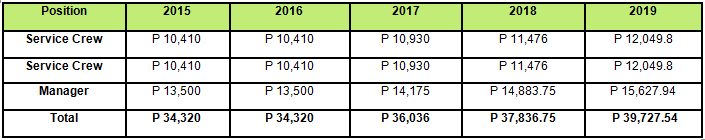 Position 2015 2016 2017 2018 2019
Service Crew P 10,410 P 10,410 P 10,930 P 11,476 P 12,049.8
Service Crew P 10,410 P 10,410 P 10,930 P 11,476 P 12,049.8
Manager P 13,500 P 13,500 P 14,175 P 14,883.75 P 15,627.94
Total P 34,320 P 34,320 P 36,036 P 37,836.75 P 39,727.54